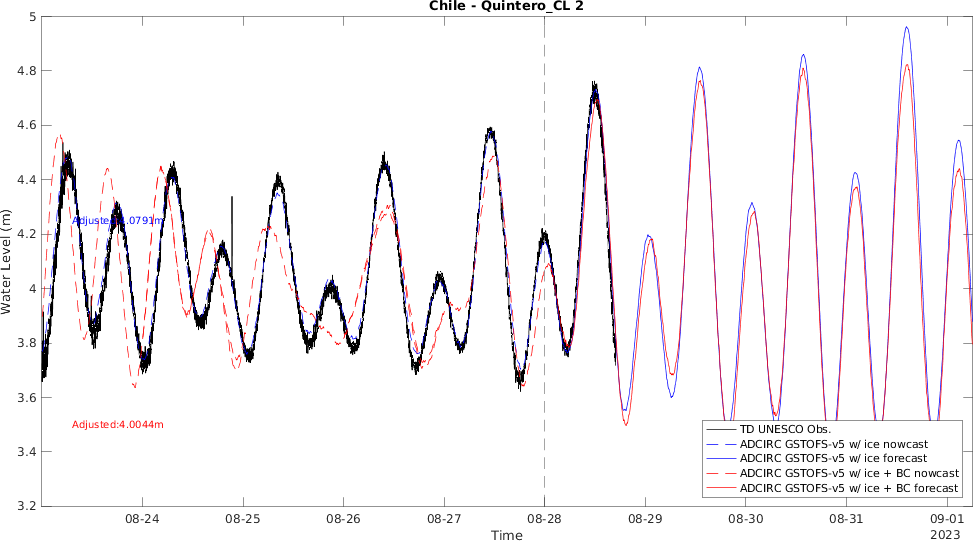 Chile - Quintero_CL 2
Water Level (m)
5
4.8
4.6
4.4
4.2
4
3.8
3.6
3.4
3.2
Adjusted:4.0791m
Adjusted:4.0044m
TD UNESCO Obs.
ADCIRC GSTOFS-v5 w/ ice nowcast
ADCIRC GSTOFS-v5 w/ ice forecast
ADCIRC GSTOFS-v5 w/ ice + BC nowcast
ADCIRC GSTOFS-v5 w/ ice + BC forecast
08-24 08-25 08-26 08-27 08-28 08-29 08-30 08-31 09-01
2023
Time